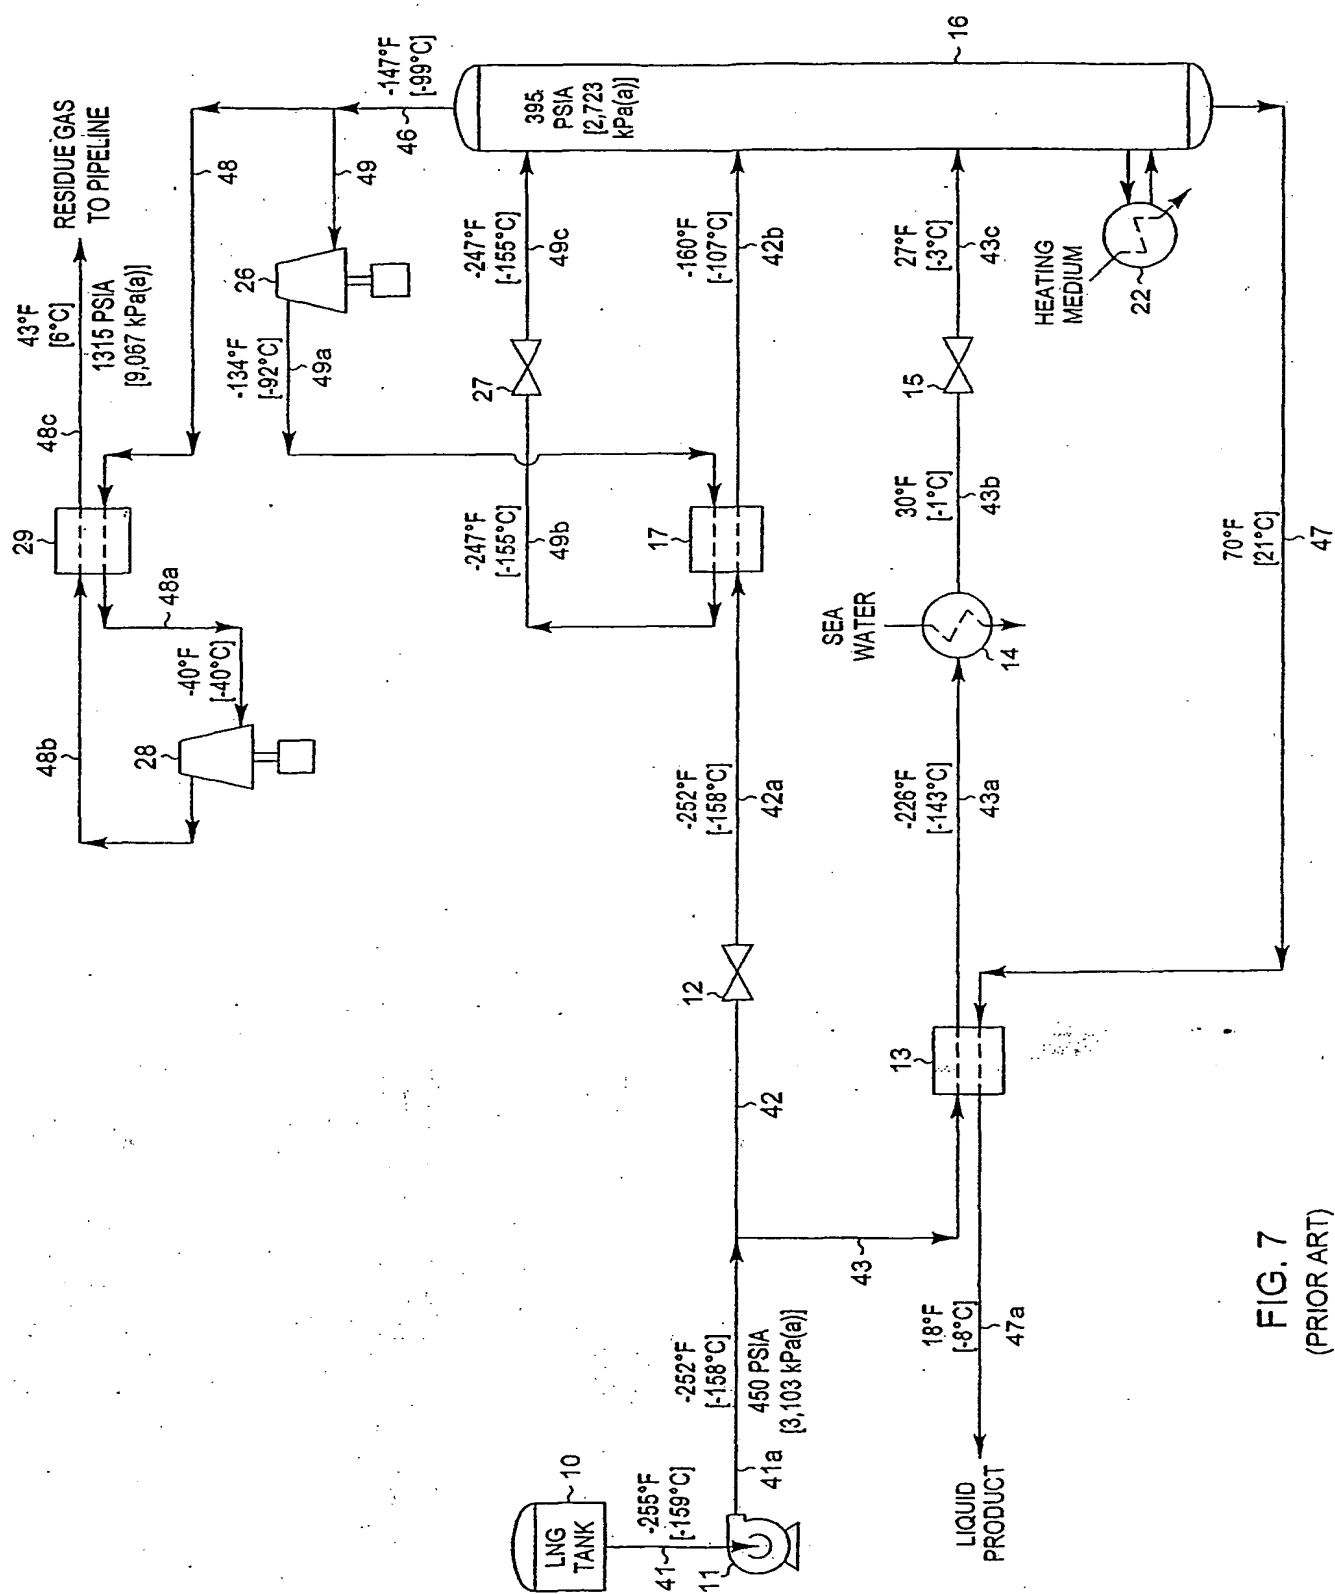 RESIDUE GAS
TO PIPELINE
43°F
[6°C]
1315 PSIA
[9,067 kPa(a)]
48c
29
48b
48a
-40°F
[-40°C]
28
48
-147°F
[-99°C]
46
49
26
-134°F
[-92°C]
49a
16
395
PSIA
[2,723
kPa(a)]
-247°F
[-155°C]
49c
27
-247°F
[-155°C]
49b
17
-160°F
[-107°C]
42b
-252°F
[-158°C]
42a
12
42
27°F
[-3°C]
43c
15
30°F
[-1°C]
43b
SEA
WATER
14
-226°F
[-143°C]
43a
13
43
HEATING
MEDIUM
22
70°F
[21°C]
47
18°F
[-8°C]
47a
LIQUID
PRODUCT
-252°F
[-158°C]
450 PSIA
[3,103 kPa(a)]
41a
LNG
TANK
10
-255°F
[-159°C]
41
11
FIG. 7
(PRIOR ART)